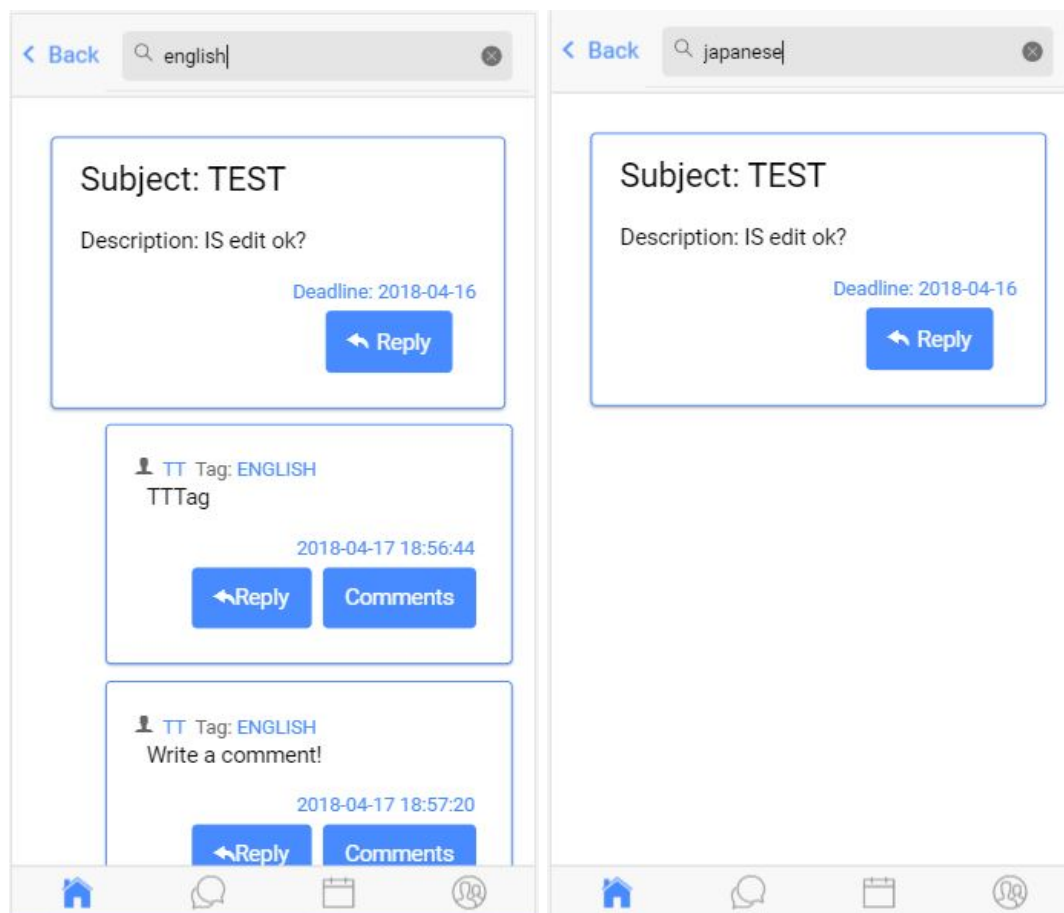 Back
english
Subject: TEST
Description: IS edit ok?
Deadline: 2018-04-16
Reply
TT Tag: ENGLISH
TTTag
2018-04-17 18:56:44
Reply Comments
TT Tag: ENGLISH
Write a comment!
2018-04-17 18:57:20
Reply Comments
Back
japanese
Subject: TEST
Description: IS edit ok?
Deadline: 2018-04-16
Reply